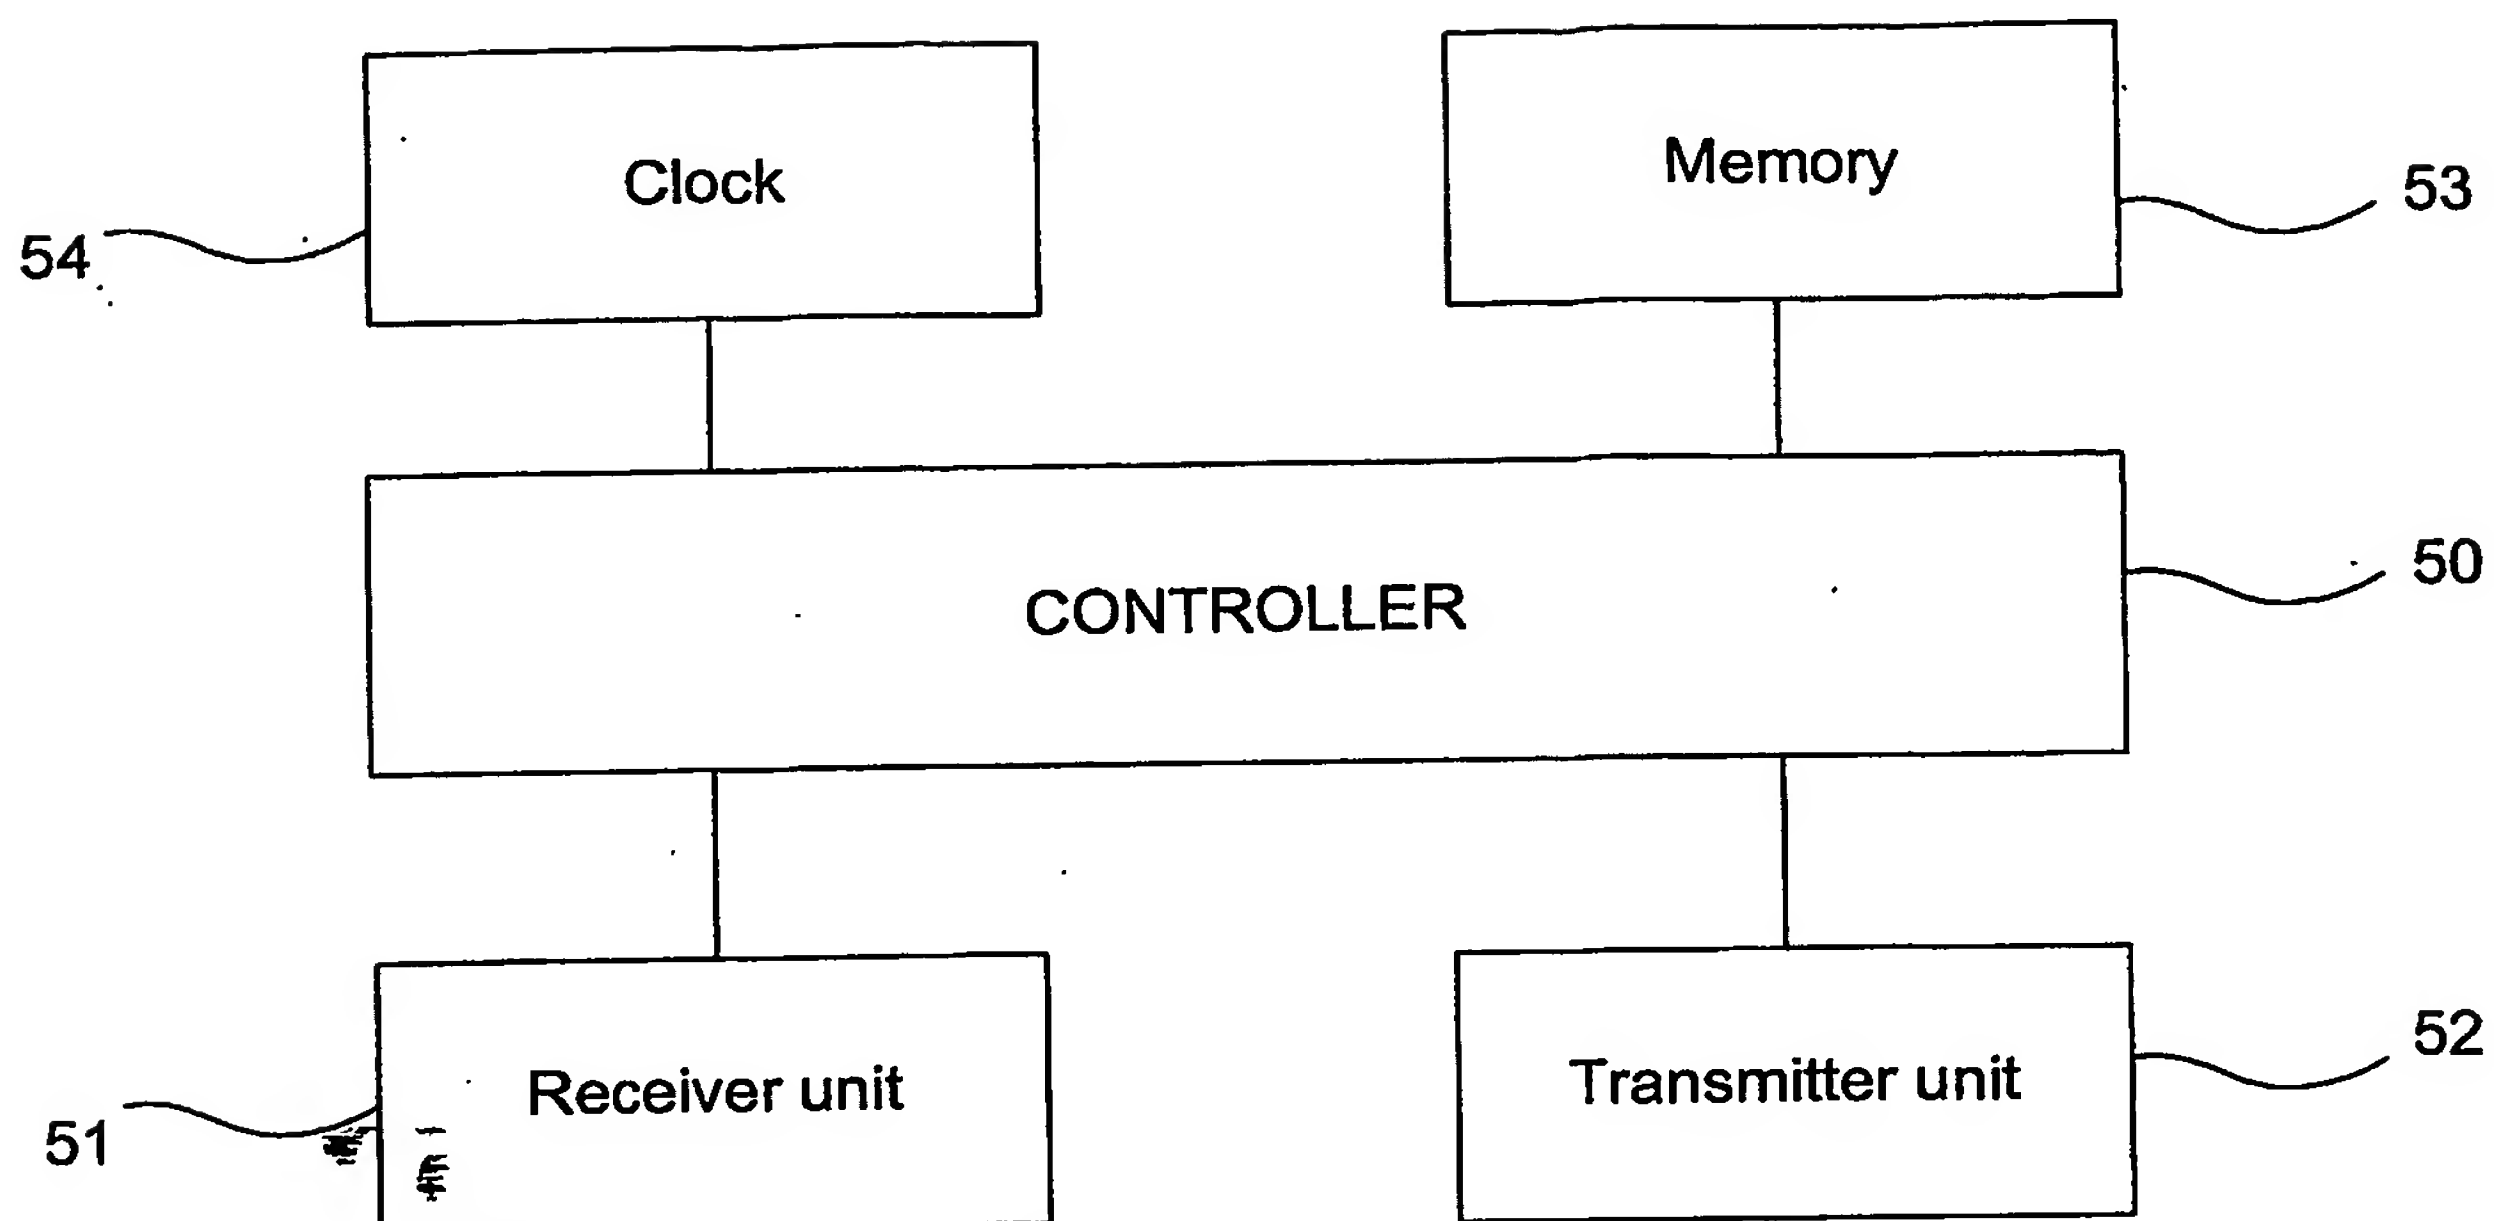 Clock
Memory
53
54
CONTROLLER
50
Receiver unit
Transmitter unit
52
51